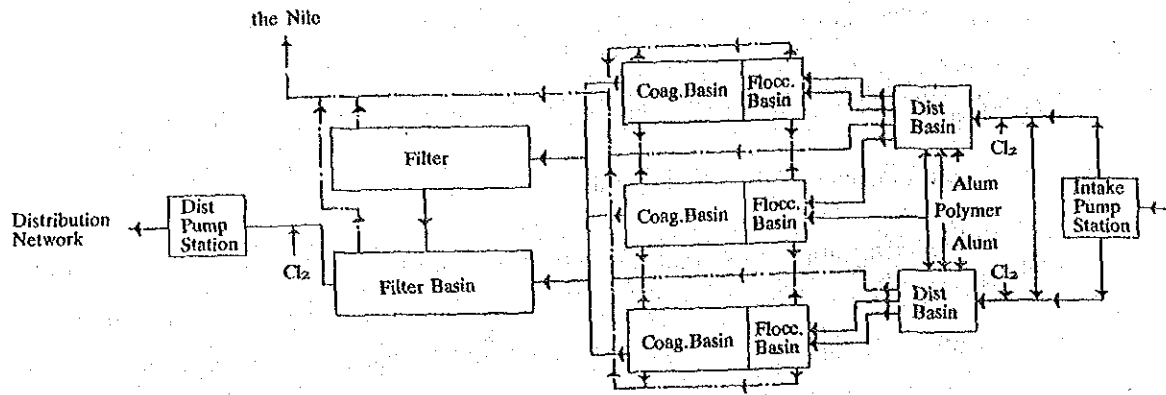 the Nile
Coag.Basin
Flocc.
Basin
Dist
Basin
Cl₂
Filter
Alum
Polymer
Alum
Intake
Pump
Station
Coag.Basin
Flocc.
Basin
Distribution
Network
Dist
Pump
Station
Cl₂
Filter Basin
Cl₂
Dist
Basin
Coag.Basin
Flocc.
Basin